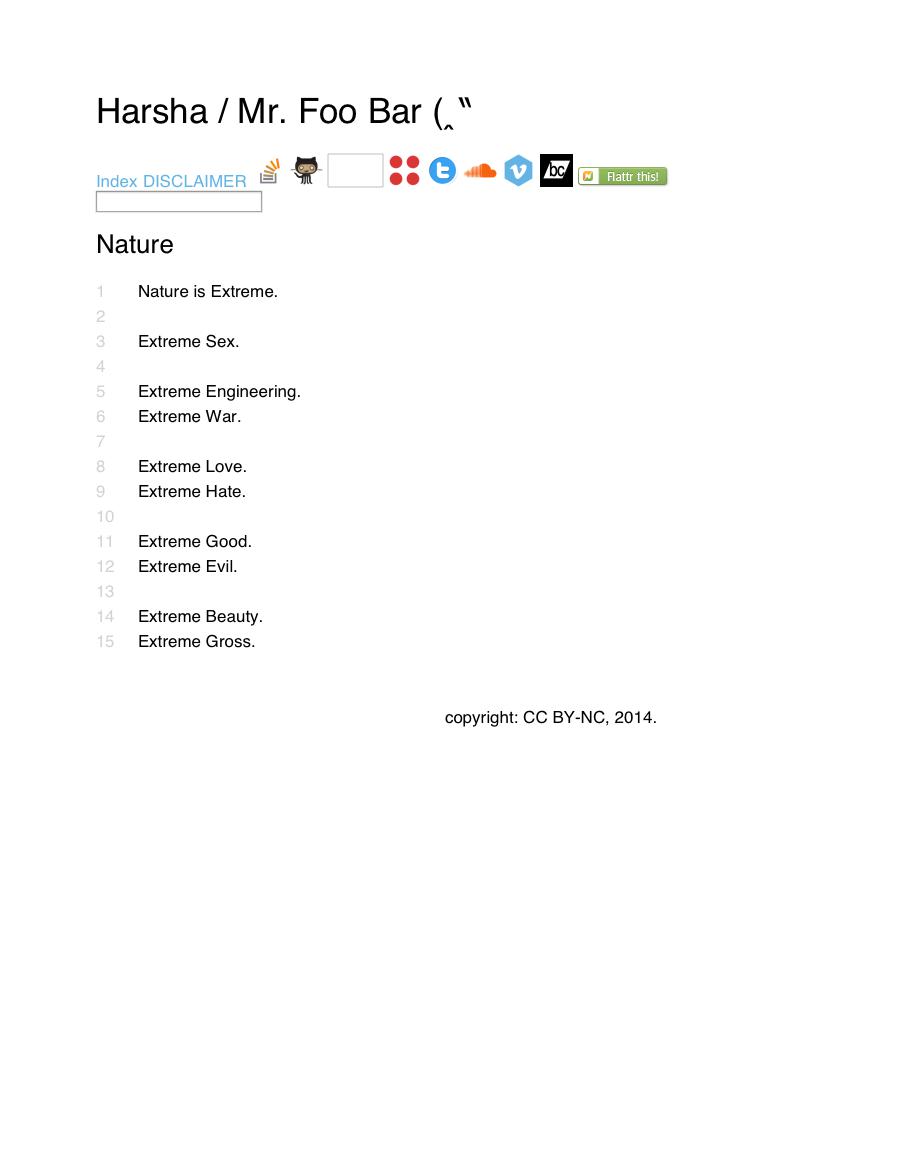 Harsha / Mr. Foo Bar (‸‶
Index DISCLAIMER bc Flattr this!
Nature
1 Nature is Extreme.
2
3 Extreme Sex.
4
5 Extreme Engineering.
6 Extreme War.
7
8 Extreme Love.
9 Extreme Hate.
10
11 Extreme Good.
12 Extreme Evil.
13
14 Extreme Beauty.
15 Extreme Gross.
copyright: CC BY-NC, 2014.